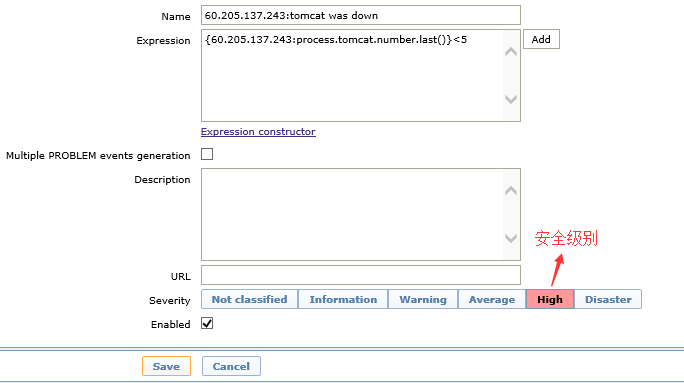 Name 60.205.137.243:tomcat was down
Expression {60.205.137.243:process.tomcat.number.last()}<5 Add
Expression constructor
Multiple PROBLEM events generation
Description
安全级别
URL
Severity Not classified Information Warning Average High Disaster
Enabled
Save Cancel